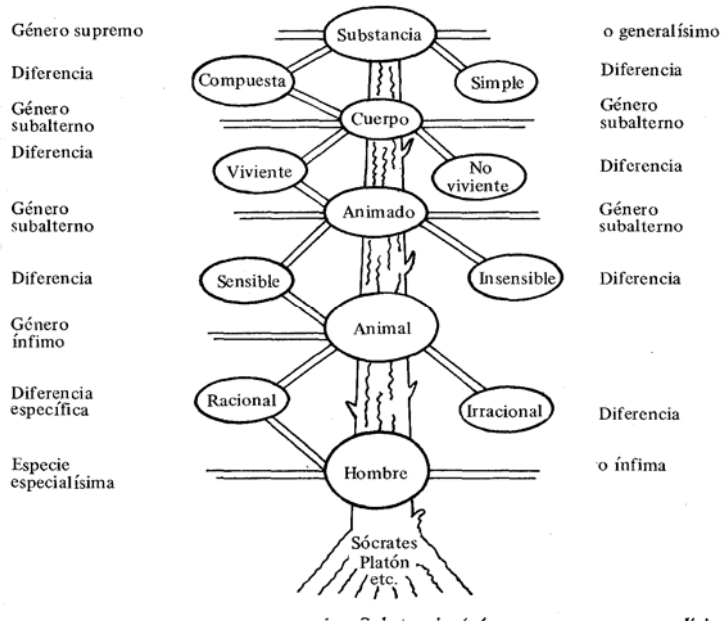 Género supremo
Substancia
o generalísimo
Diferencia
Compuesta
Simple
Diferencia
Género
subalterno
Cuerpo
Género
subalterno
Diferencia
Viviente
No
viviente
Diferencia
Género
subalterno
Animado
Género
subalterno
Diferencia
Sensible
Insensible
Diferencia
Género
ínfimo
Animal
Diferencia
específica
Racional
Irracional
Diferencia
Especie
especialísima
Hombre
o ínfima
Sócrates
Platón
etc.